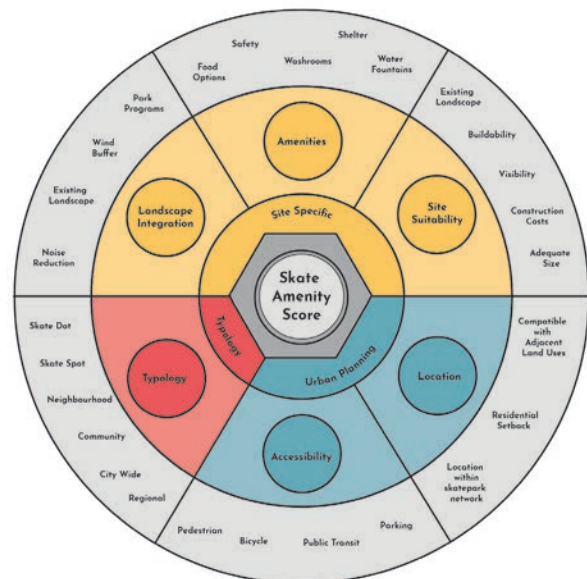 Shelter
Safety
Washrooms
Food
Options
Water
Fountains
Park
Programs
Wind
Buffer
Existing
Landscape
Noise
Reduction
Existing
Landscape
Buildability
Visibility
Construction
Costs
Adequate
Size
Amenities
Landscape
Integration
Site
Suitability
Site Specific
Skate
Amenity
Score
Typology
Urban Planning
Typology
Location
Accessibility
Skate Dot
Skate Spot
Neighbourhood
Community
City Wide
Regional
Compatible
with
Adjacent
Land Uses
Residential
Setback
Location
within
skatepark
network
Pedestrian
Bicycle
Public Transit
Parking